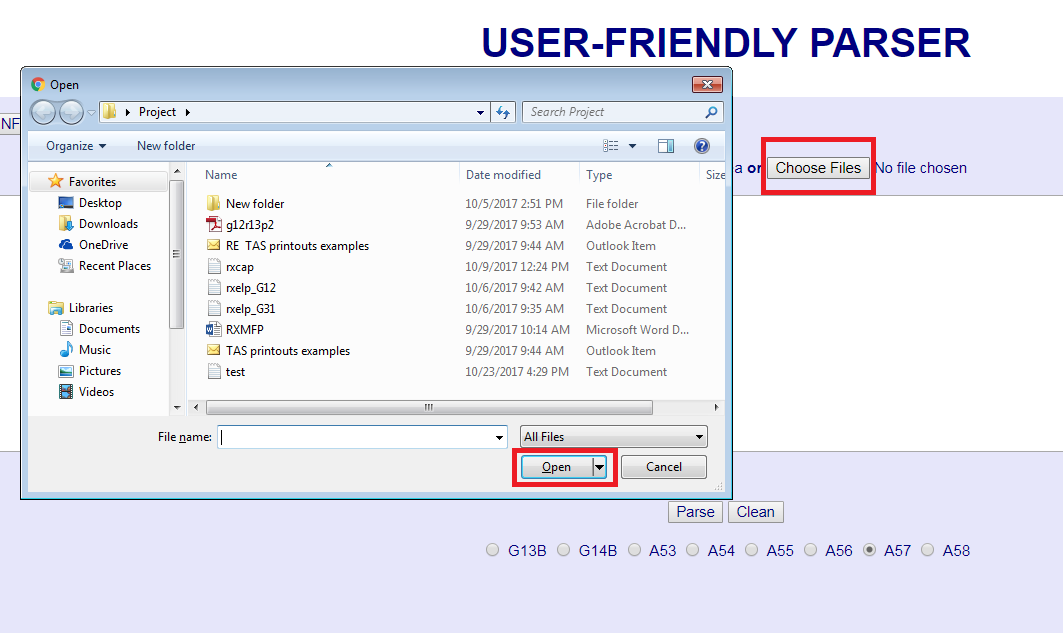 USER-FRIENDLY PARSER
Open
Project
Search Project
NF
Organize New folder
a or Choose Files No file chosen
Name Date modified Type Size
Favorites
Desktop
Downloads
OneDrive
Recent Places
Libraries
Documents
Music
Pictures
Videos
New folder 10/5/2017 2:51 PM File folder
g12r13p2 9/29/2017 9:53 AM Adobe Acrobat D...
RE TAS printouts examples 9/29/2017 9:44 AM Outlook Item
rxcap 10/9/2017 12:24 PM Text Document
rxelp_G12 10/6/2017 9:42 AM Text Document
rxelp_G31 10/6/2017 9:35 AM Text Document
RXMFP 9/29/2017 10:14 AM Microsoft Word D...
TAS printouts examples 9/29/2017 9:44 AM Outlook Item
test 10/23/2017 4:29 PM Text Document
File name: All Files
Open Cancel
Parse Clean
G13B G14B A53 A54 A55 A56 A57 A58